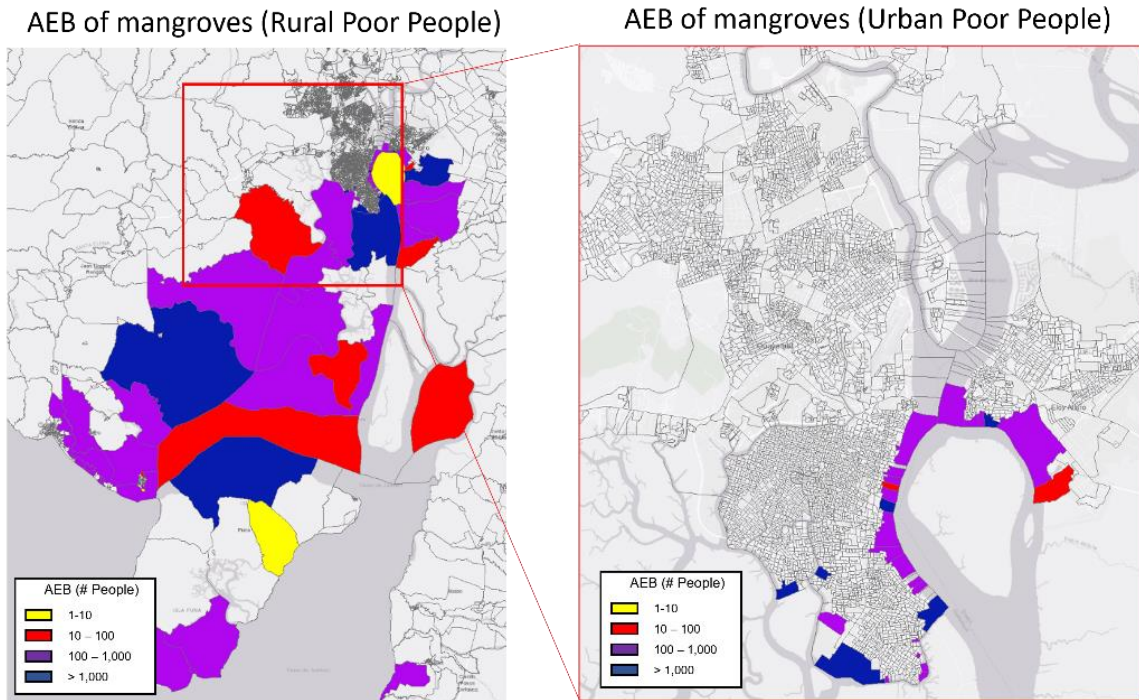 AEB of mangroves (Rural Poor People)
AEB of mangroves (Urban Poor People)
AEB (# People)
1-10
10 – 100
100 – 1,000
> 1,000
AEB (# People)
1-10
10 – 100
100 – 1,000
> 1,000